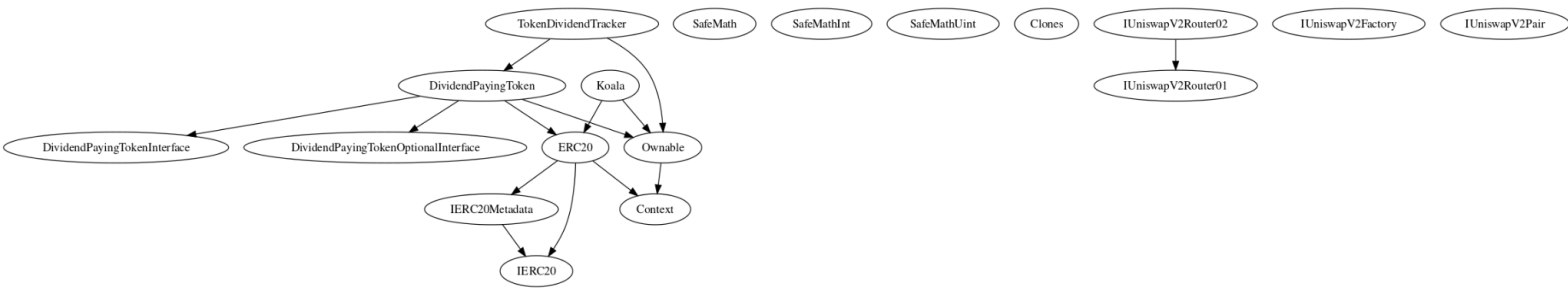 TokenDividendTracker
SafeMath
SafeMathInt
SafeMathUint
Clones
IUniswapV2Router02
IUniswapV2Factory
IUniswapV2Pair
DividendPayingToken
Koala
IUniswapV2Router01
DividendPayingTokenInterface
DividendPayingTokenOptionalInterface
ERC20
Ownable
IERC20Metadata
Context
IERC20